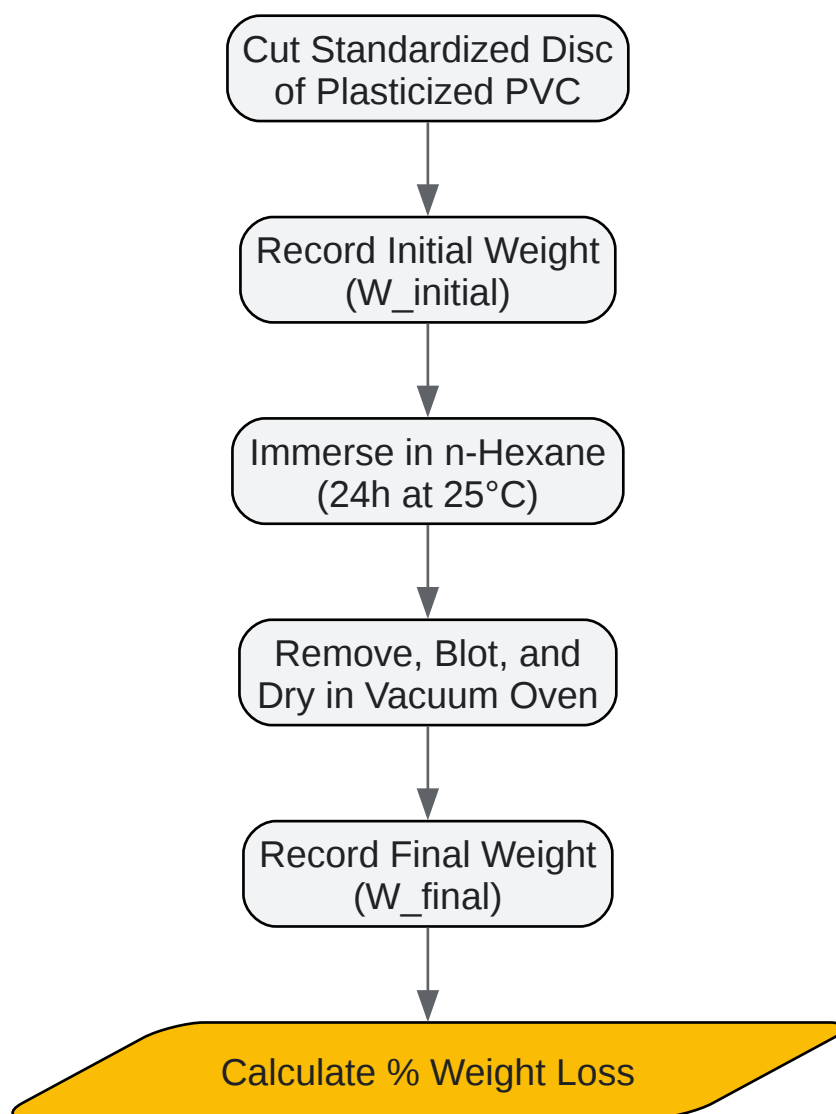 Cut Standardized Disc
of Plasticized PVC
Record Initial Weight
(W_initial)
Immerse in n-Hexane
(24h at 25°C)
Remove, Blot, and
Dry in Vacuum Oven
Record Final Weight
(W_final)
Calculate % Weight Loss